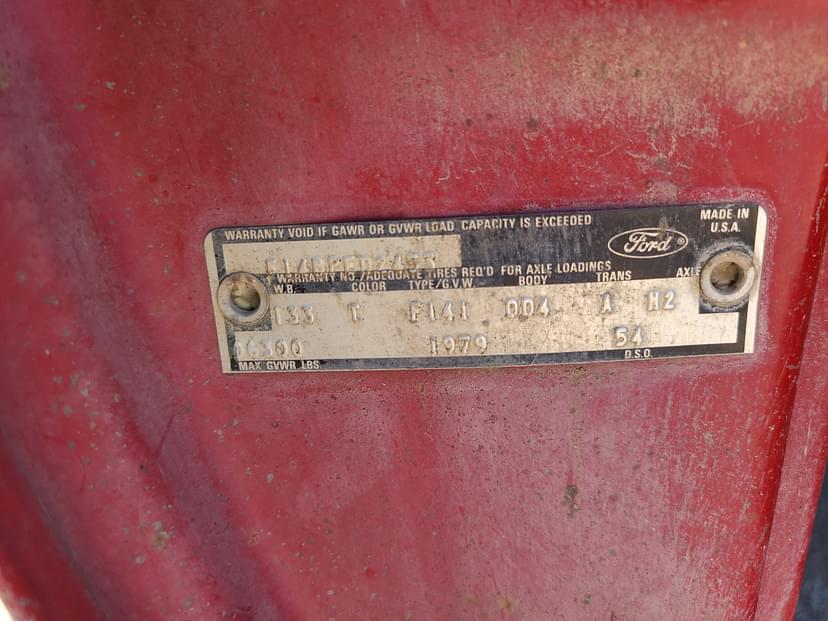 WARRANTY VOID IF GAWR OR GVWR LOAD CAPACITY IS EXCEEDED
Ford®
MADE IN
U.S.A.
WARRANTY NO./ADEQUATE TIRES REQ'D FOR AXLE LOADINGS
W.B. COLOR TYPE/G.V.W. BODY TRANS AXLE
133 T F141 004 A H2
06300 1979 54
MAX GVWR LBS D.S.O.